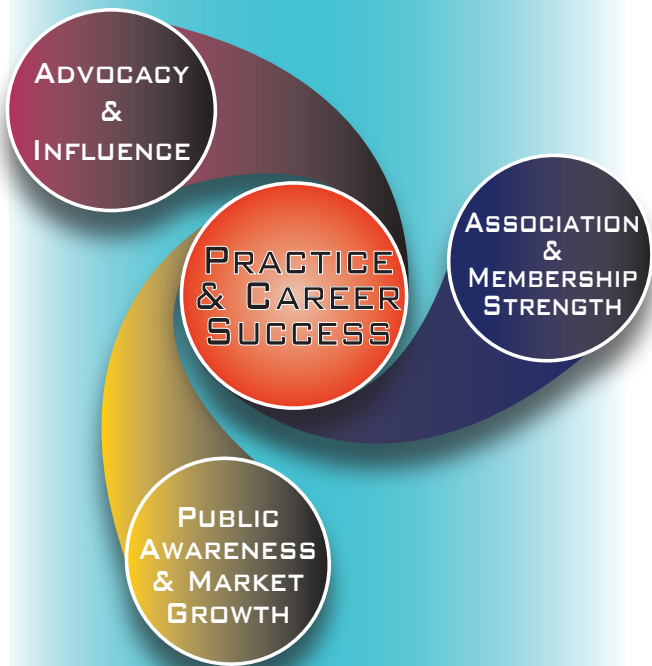 ADVOCACY
&
INFLUENCE
PRACTICE
& CAREER
SUCCESS
ASSOCIATION
&
MEMBERSHIP
STRENGTH
PUBLIC
AWARENESS
& MARKET
GROWTH